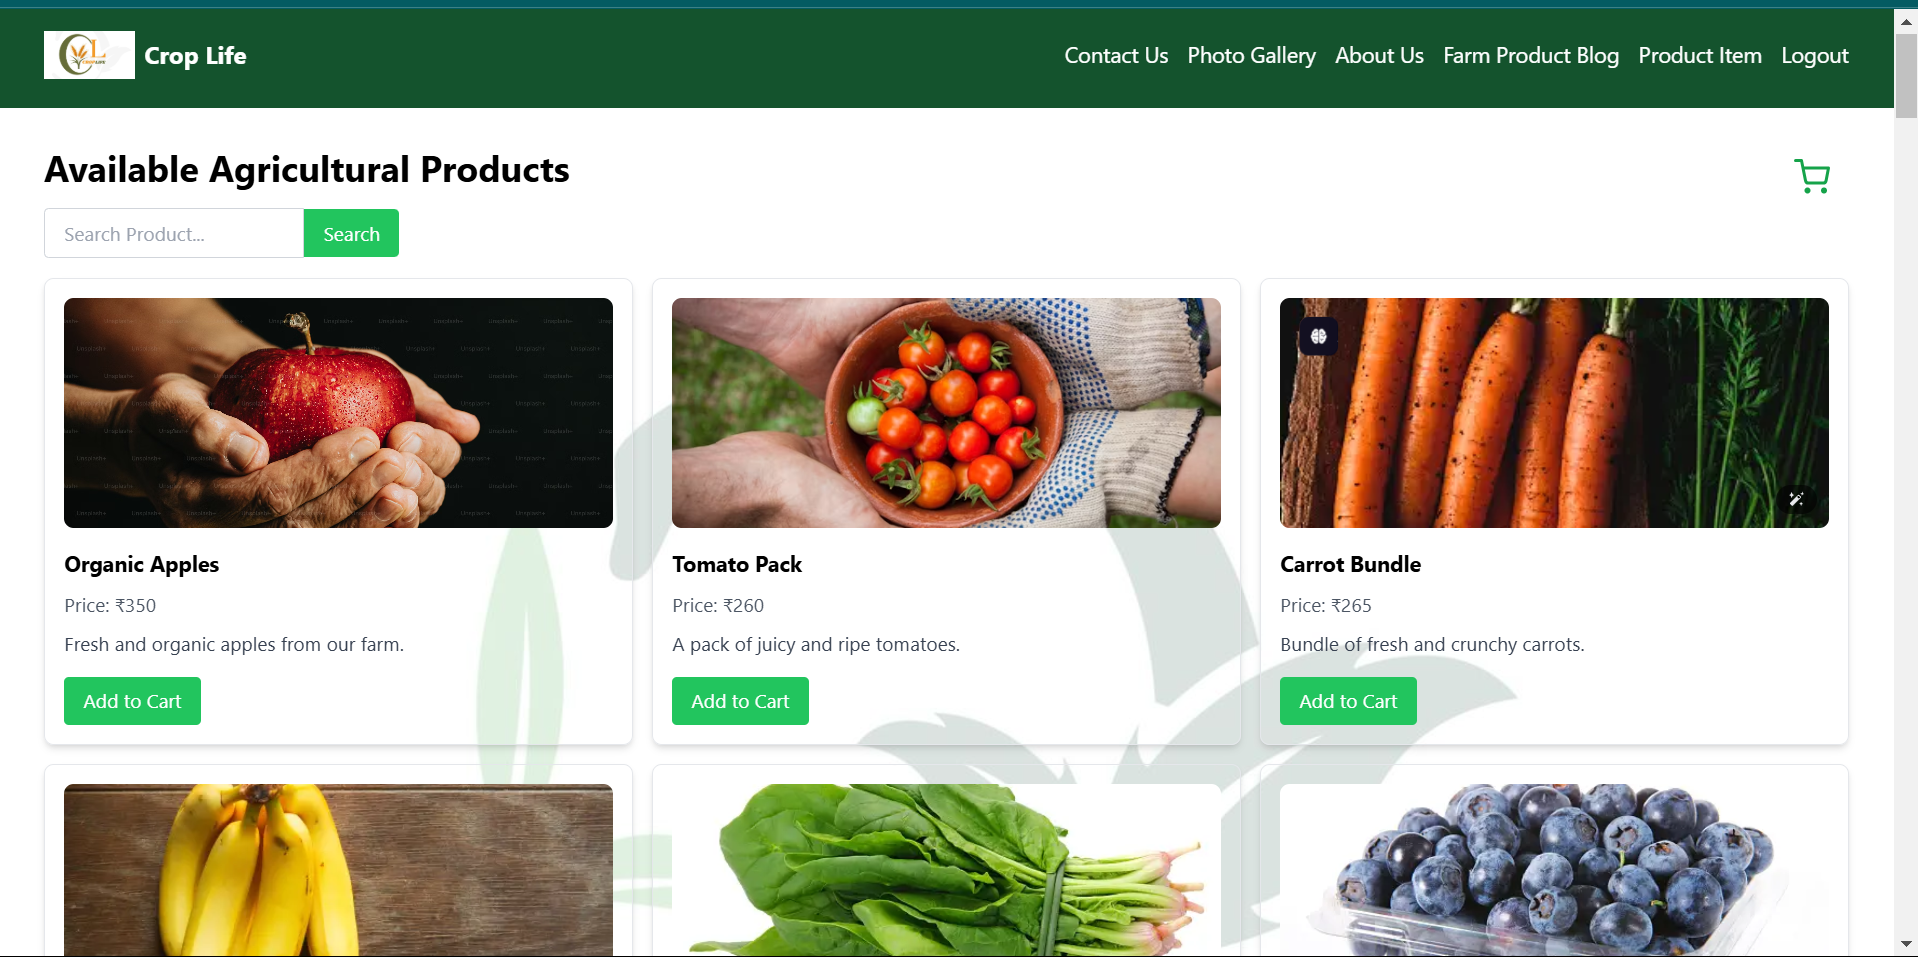 CL
CROPLIFE
Crop Life
Contact Us Photo Gallery About Us Farm Product Blog Product Item Logout
Available Agricultural Products
Search Product... Search
Unsplash+
Organic Apples
Price: ₹350
Fresh and organic apples from our farm.
Add to Cart
Tomato Pack
Price: ₹260
A pack of juicy and ripe tomatoes.
Add to Cart
Carrot Bundle
Price: ₹265
Bundle of fresh and crunchy carrots.
Add to Cart